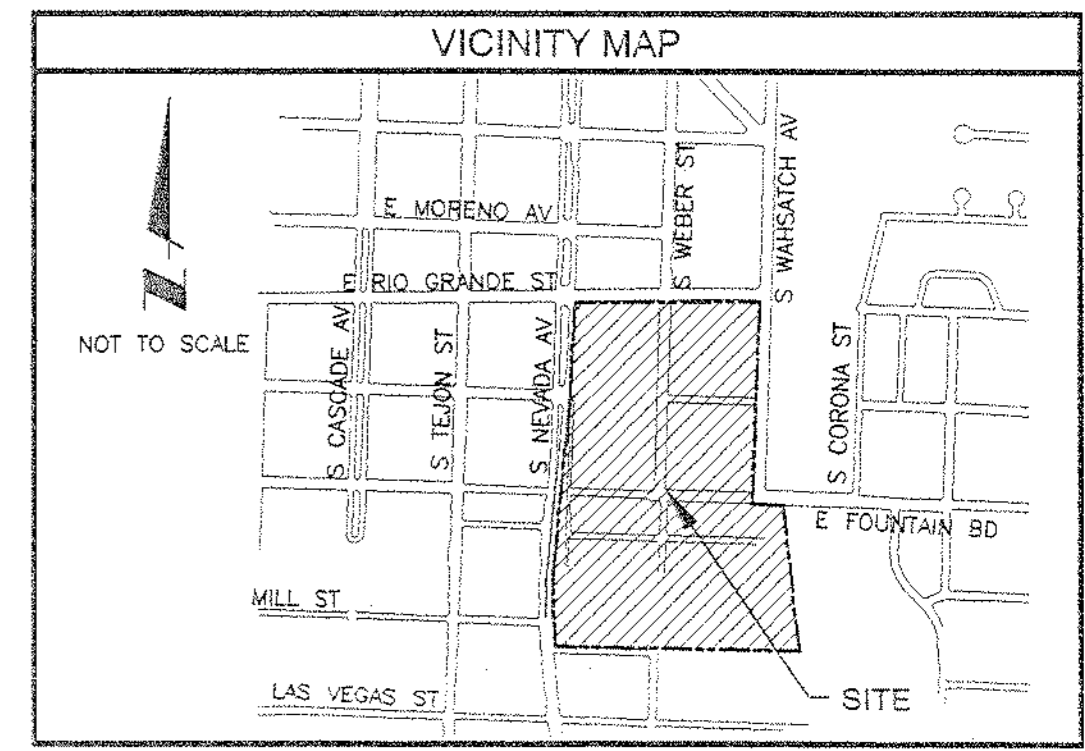 VICINITY MAP
S WEBER ST
S WAHSATCH AV
E MORENO AV
E RIO GRANDE ST
N
NOT TO SCALE
S CASCADE AV
S TEJON ST
S NEVADA AV
S CORONA ST
E FOUNTAIN BD
MILL ST
LAS VEGAS ST
SITE